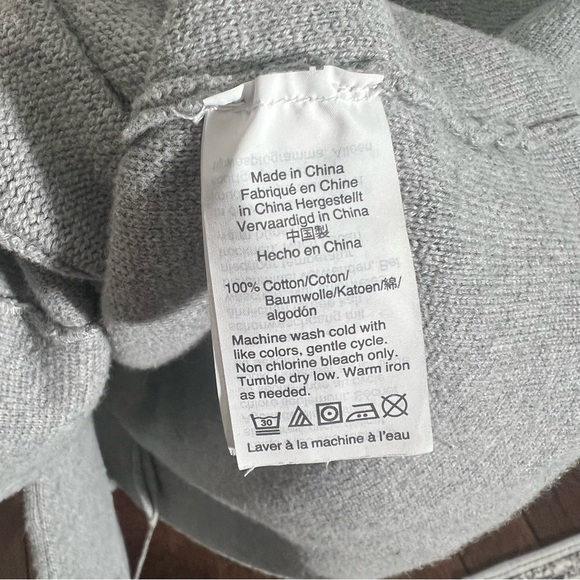 Made in China
Fabriqué en Chine
in China Hergestellt
Vervaardigd in China
中国製
Hecho en China
100% Cotton/Coton/
Baumwolle/Katoen/綿/
algodón
Machine wash cold with
like colors, gentle cycle.
Non chlorine bleach only.
Tumble dry low. Warm iron
as needed.
30
Laver à la machine à l'eau